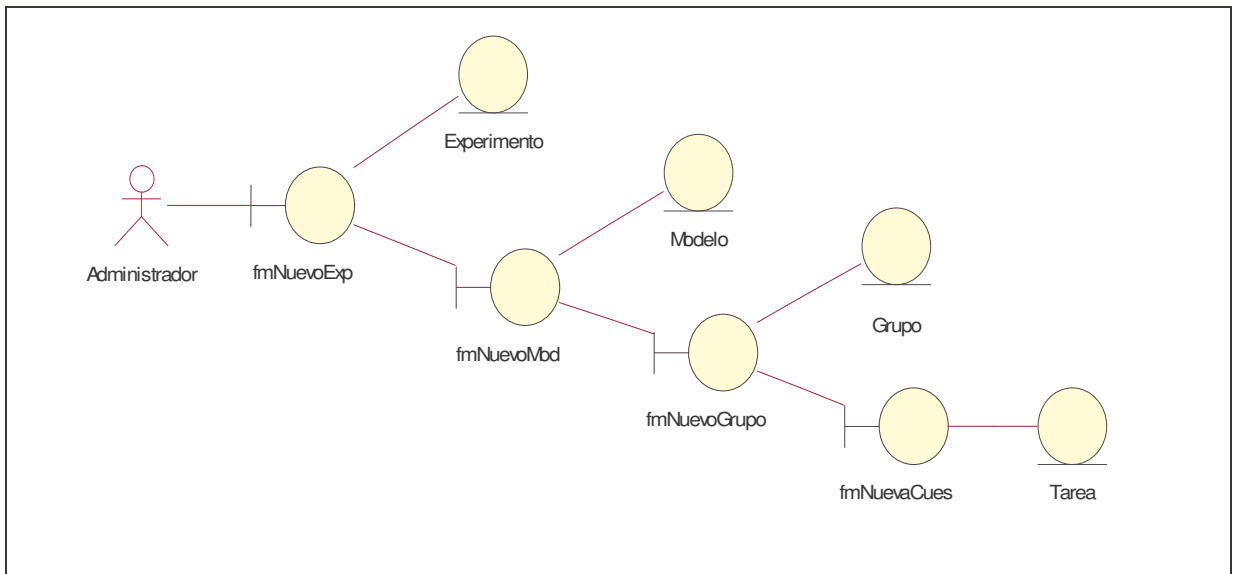 Experimento
Administrador
fmNuevoExp
Modelo
fmNuevoMod
Grupo
fmNuevoGrupo
fmNuevaCues
Tarea